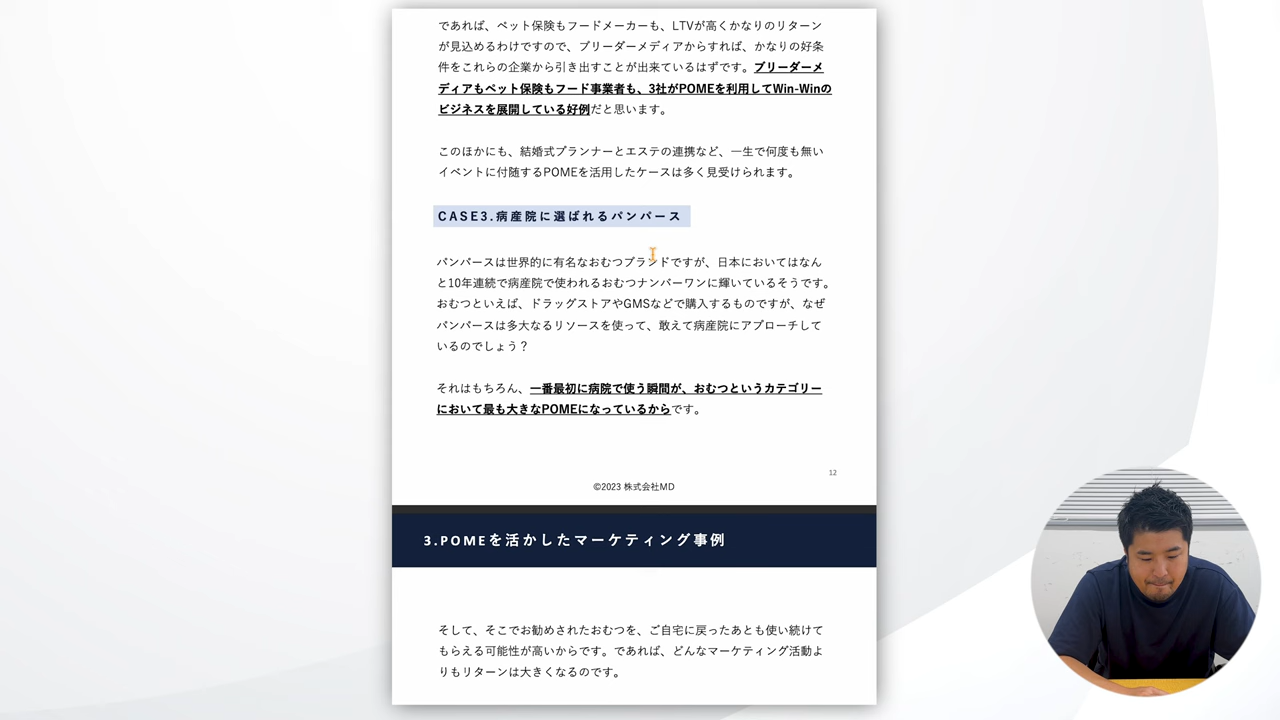 であれば、ペット保険もフードメーカーも、LTVが高くかなりのリターン
が見込めるわけですので、ブリーダーメディアからすれば、かなりの好条
件をこれらの企業から引き出すことが出来ているはずです。ブリーダーメ
ディアもペット保険もフード事業者も、3社がPOMEを利用してWin-Winの
ビジネスを展開している好例だと思います。
このほかにも、結婚式プランナーとエステの連携など、一生で何度も無い
イベントに付随するPOMEを活用したケースは多く見受けられます。
CASE3.病産院に選ばれるパンパース
パンパースは世界的に有名なおむつブランドですが、日本においてはなん
と10年連続で病産院で使われるおむつナンバーワンに輝いているそうです。
おむつといえば、ドラッグストアやGMSなどで購入するものですが、なぜ
パンパースは多大なるリソースを使って、敢えて病産院にアプローチして
いるのでしょう？
それはもちろん、一番最初に病院で使う瞬間が、おむつというカテゴリー
において最も大きなPOMEになっているからです。
12
©2023 株式会社MD
3.POMEを活かしたマーケティング事例
そして、そこでお勧めされたおむつを、ご自宅に戻ったあとも使い続けて
もらえる可能性が高いからです。であれば、どんなマーケティング活動よ
りもリターンは大きくなるのです。